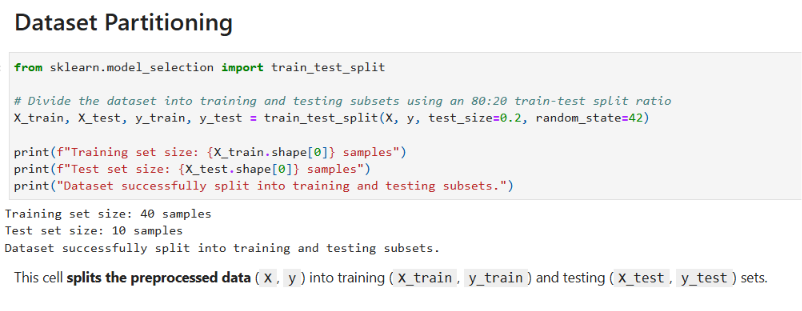 Dataset Partitioning
from sklearn.model_selection import train_test_split
# Divide the dataset into training and testing subsets using an 80:20 train-test split ratio
X_train, X_test, y_train, y_test = train_test_split(X, y, test_size=0.2, random_state=42)
print(f"Training set size: {X_train.shape[0]} samples")
print(f"Test set size: {X_test.shape[0]} samples")
print("Dataset successfully split into training and testing subsets.")
Training set size: 40 samples
Test set size: 10 samples
Dataset successfully split into training and testing subsets.
This cell splits the preprocessed data ( X , y ) into training ( X_train , y_train ) and testing ( X_test , y_test ) sets.